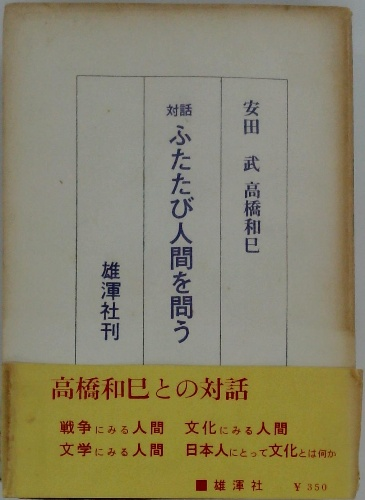 安田 武 高橋和巳
対話
ふたたび人間を問う
雄渾社刊
高橋和巳との対話
戦争にみる人間 文化にみる人間
文学にみる人間 日本人にとって文化とは何か
■雄渾社 ¥350